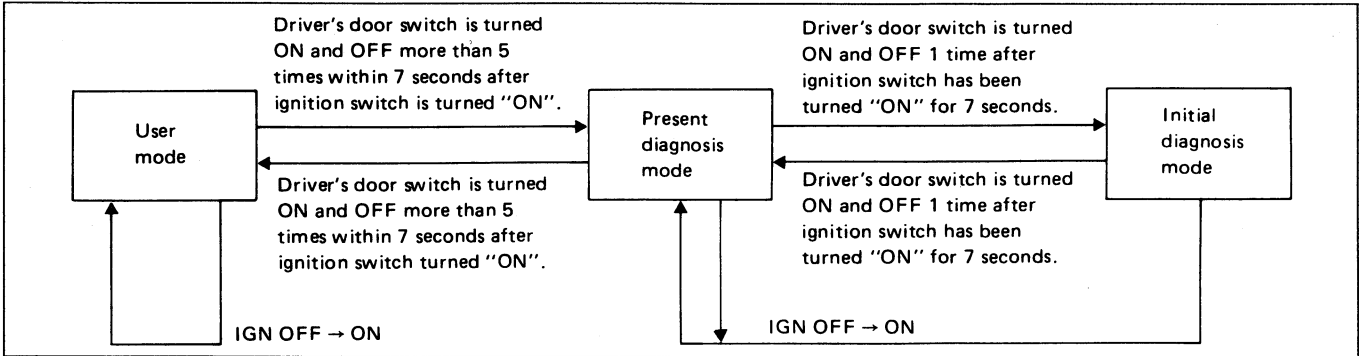 Driver's door switch is turned
ON and OFF more than 5
times within 7 seconds after
ignition switch is turned "ON".
Driver's door switch is turned
ON and OFF 1 time after
ignition switch has been
turned "ON" for 7 seconds.
User
mode
Present
diagnosis
mode
Initial
diagnosis
mode
Driver's door switch is turned
ON and OFF more than 5
times within 7 seconds after
ignition switch turned "ON".
Driver's door switch is turned
ON and OFF 1 time after
ignition switch has been
turned "ON" for 7 seconds.
IGN OFF → ON
IGN OFF → ON